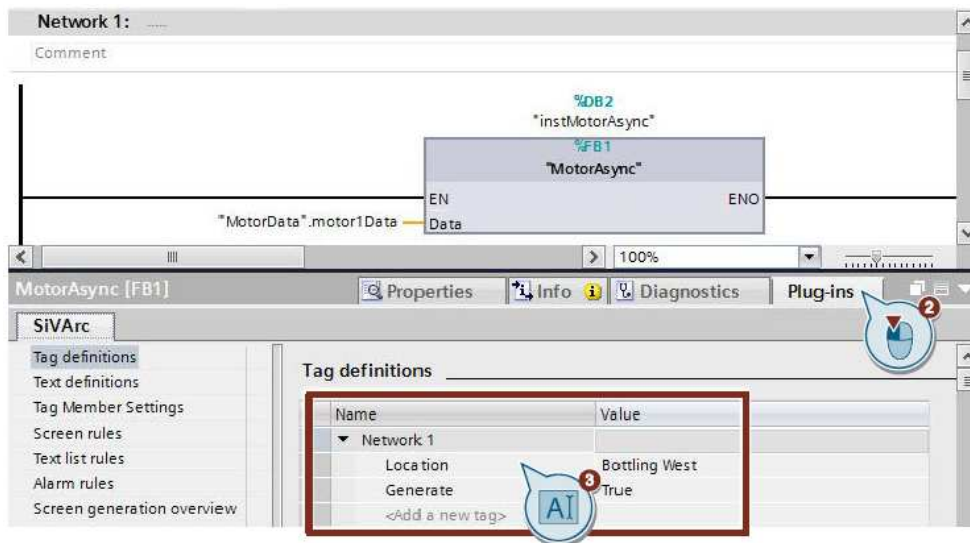 Network 1: .....
Comment
%DB2
"instMotorAsync"
%FB1
"MotorAsync"
EN ENO
"MotorData".motor1Data Data
100%
MotorAsync [FB1] Properties Info Diagnostics Plug-ins
2
SiVArc
Tag definitions
Text definitions
Tag Member Settings
Screen rules
Text list rules
Alarm rules
Screen generation overview
Tag definitions
Name Value
Network 1
Location Bottling West
3
Generate True
<Add a new tag>
AI